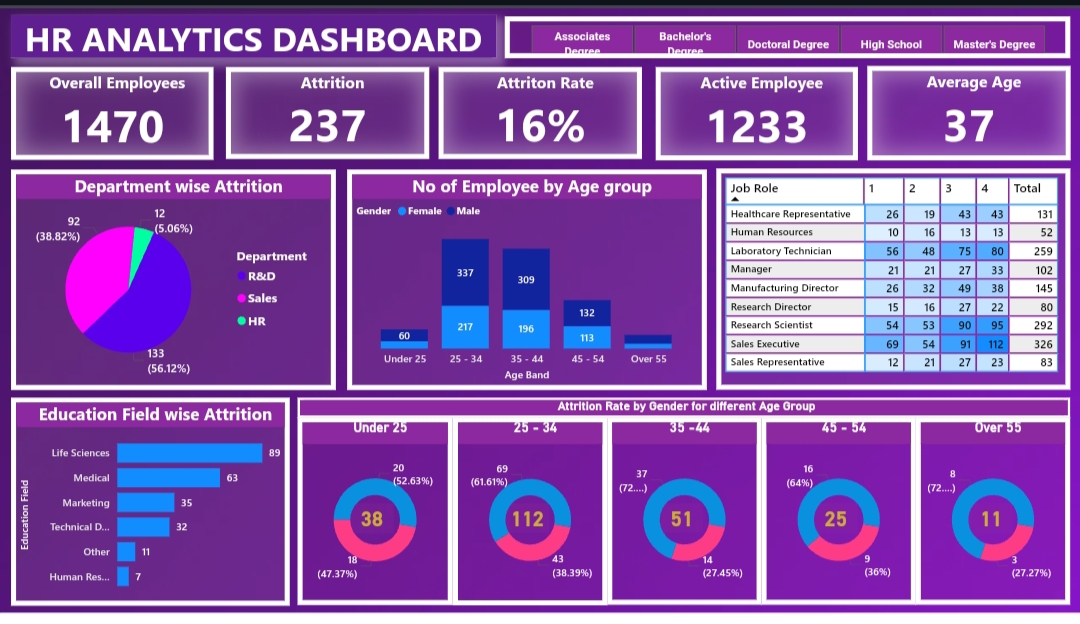 HR ANALYTICS DASHBOARD
Associates Degree
Bachelor's Degree
Doctoral Degree
High School
Master's Degree
Overall Employees
1470
Attrition
237
Attriton Rate
16%
Active Employee
1233
Average Age
37
Department wise Attrition
92
(38.82%)
12
(5.06%)
133
(56.12%)
Department
R&D
Sales
HR
No of Employee by Age group
Gender Female Male
60
337
217
309
196
132
113
Under 25 25 - 34 35 - 44 45 - 54 Over 55
Age Band
Job Role 1 2 3 4 Total
Healthcare Representative 26 19 43 43 131
Human Resources 10 16 13 13 52
Laboratory Technician 56 48 75 80 259
Manager 21 21 27 33 102
Manufacturing Director 26 32 49 38 145
Research Director 15 16 27 22 80
Research Scientist 54 53 90 95 292
Sales Executive 69 54 91 112 326
Sales Representative 12 21 27 23 83
Education Field wise Attrition
Education Field
Life Sciences 89
Medical 63
Marketing 35
Technical D... 32
Other 11
Human Res... 7
Attrition Rate by Gender for different Age Group
Under 25
20
(52.63%)
38
18
(47.37%)
25 - 34
69
(61.61%)
112
43
(38.39%)
35 -44
37
(72....)
51
14
(27.45%)
45 - 54
16
(64%)
25
9
(36%)
Over 55
8
(72....)
11
3
(27.27%)